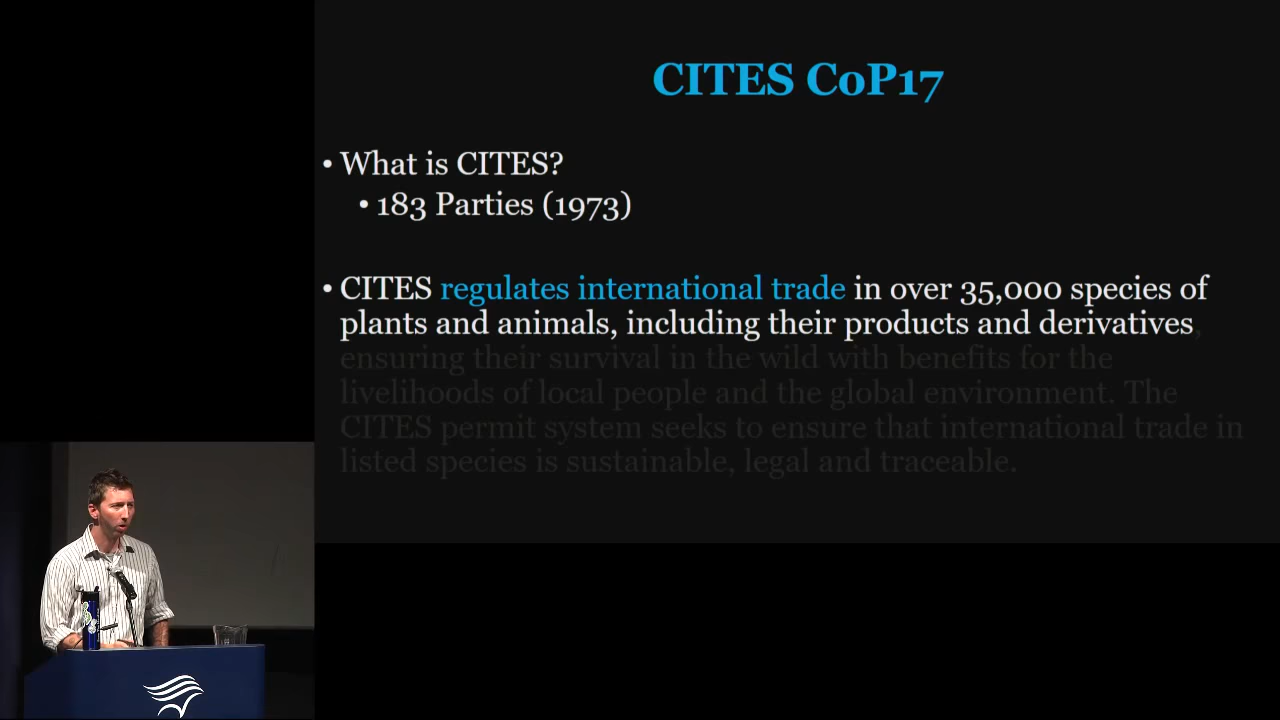 CITES CoP17
• What is CITES?
• 183 Parties (1973)
• CITES regulates international trade in over 35,000 species of
plants and animals, including their products and derivatives,
ensuring their survival in the wild with benefits for the
livelihoods of local people and the global environment. The
CITES permit system seeks to ensure that international trade in
listed species is sustainable, legal and traceable.